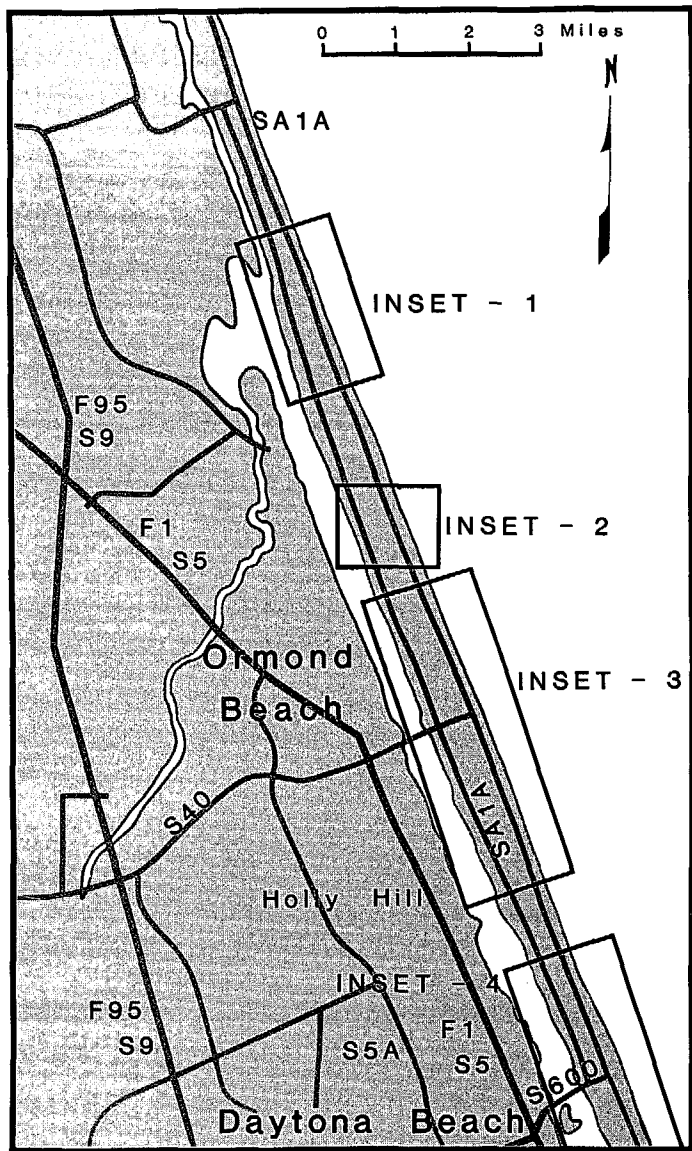 0 1 2 3 Miles
N
SA1A
INSET - 1
F95
S9
INSET - 2
F1
S5
Ormond
Beach
INSET - 3
SA1A
S40
Holly Hill
INSET - 4
F95
S9
F1
S5
S5A
S600
Daytona Beach